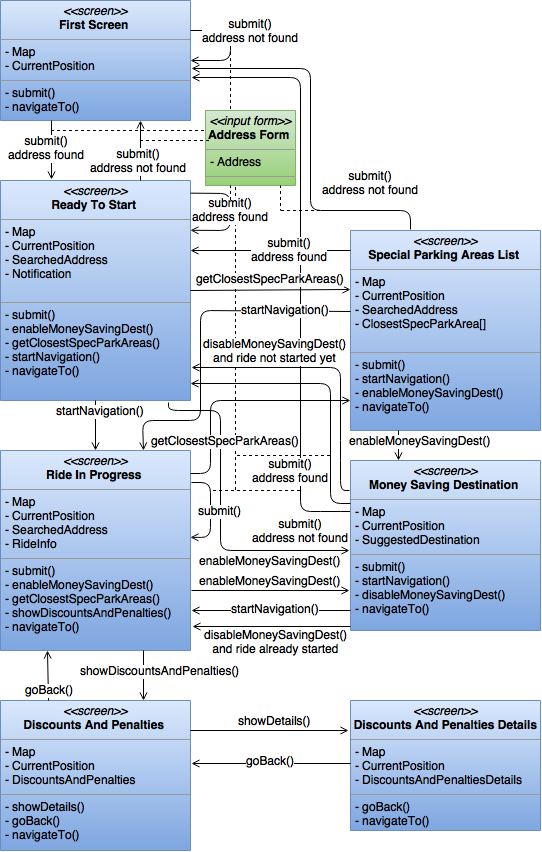 <<screen>>
First Screen
- Map
- CurrentPosition
- submit()
- navigateTo()
submit()
address not found
submit()
address found
submit()
address not found
<<input form>>
Address Form
- Address
submit()
address not found
<<screen>>
Ready To Start
- Map
- CurrentPosition
- SearchedAddress
- Notification
- submit()
- enableMoneySavingDest()
- getClosestSpecParkAreas()
- startNavigation()
- navigateTo()
submit()
address found
submit()
address found
getClosestSpecParkAreas()
<<screen>>
Special Parking Areas List
- Map
- CurrentPosition
- SearchedAddress
- ClosestSpecParkArea[]
- submit()
- startNavigation()
- enableMoneySavingDest()
- navigateTo()
startNavigation()
disableMoneySavingDest()
and ride not started yet
startNavigation()
getClosestSpecParkAreas()
enableMoneySavingDest()
<<screen>>
Ride In Progress
- Map
- CurrentPosition
- SearchedAddress
- RideInfo
- submit()
- enableMoneySavingDest()
- getClosestSpecParkAreas()
- showDiscountsAndPenalties()
- navigateTo()
submit()
address found
submit()
submit()
address not found
enableMoneySavingDest()
enableMoneySavingDest()
startNavigation()
disableMoneySavingDest()
and ride already started
<<screen>>
Money Saving Destination
- Map
- CurrentPosition
- SuggestedDestination
- submit()
- startNavigation()
- disableMoneySavingDest()
- navigateTo()
showDiscountsAndPenalties()
goBack()
<<screen>>
Discounts And Penalties
- Map
- CurrentPosition
- DiscountsAndPenalties
- showDetails()
- goBack()
- navigateTo()
showDetails()
goBack()
<<screen>>
Discounts And Penalties Details
- Map
- CurrentPosition
- DiscountsAndPenaltiesDetails
- goBack()
- navigateTo()